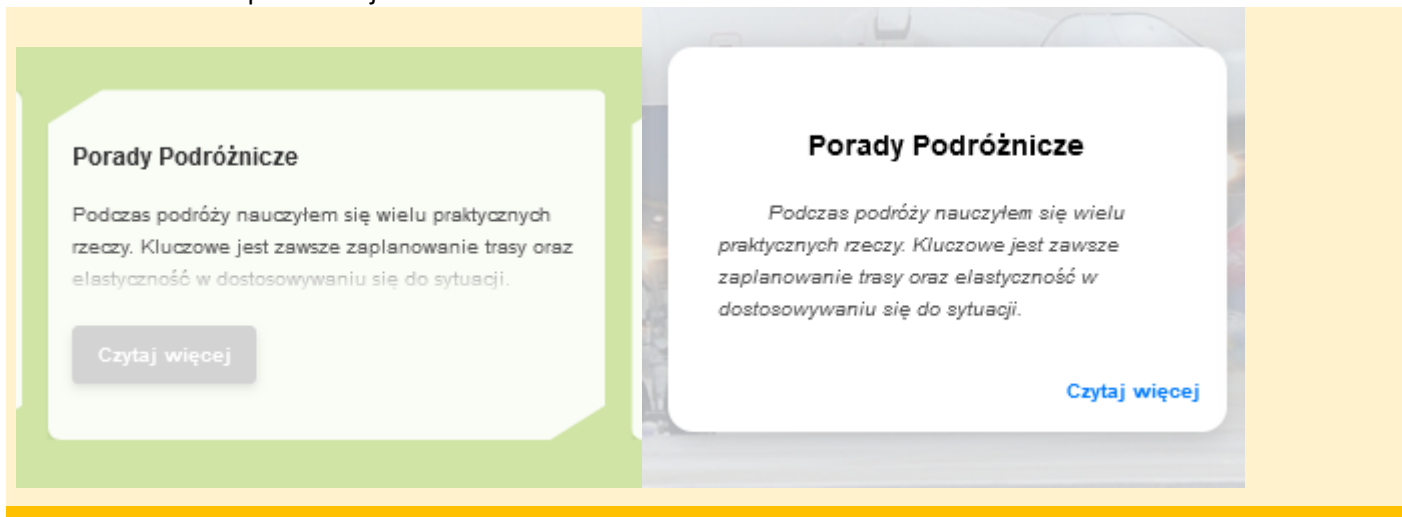 Porady Podróżnicze
Podczas podróży nauczyłem się wielu praktycznych
rzeczy. Kluczowe jest zawsze zaplanowanie trasy oraz
elastyczność w dostosowywaniu się do sytuacji.
Czytaj więcej
Porady Podróżnicze
Podczas podróży nauczyłem się wielu
praktycznych rzeczy. Kluczowe jest zawsze
zaplanowanie trasy oraz elastyczność w
dostosowywaniu się do sytuacji.
Czytaj więcej